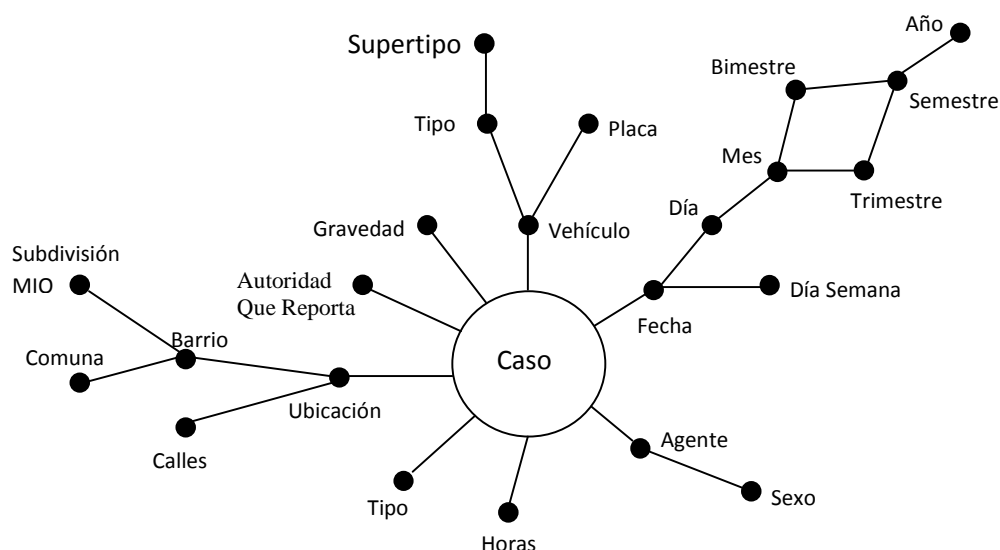 Año
Supertipo
Bimestre
Semestre
Tipo
Placa
Mes
Trimestre
Día
Gravedad
Vehículo
Subdivisión
MIO
Autoridad
Que Reporta
Día Semana
Fecha
Barrio
Comuna
Caso
Ubicación
Agente
Calles
Tipo
Sexo
Horas